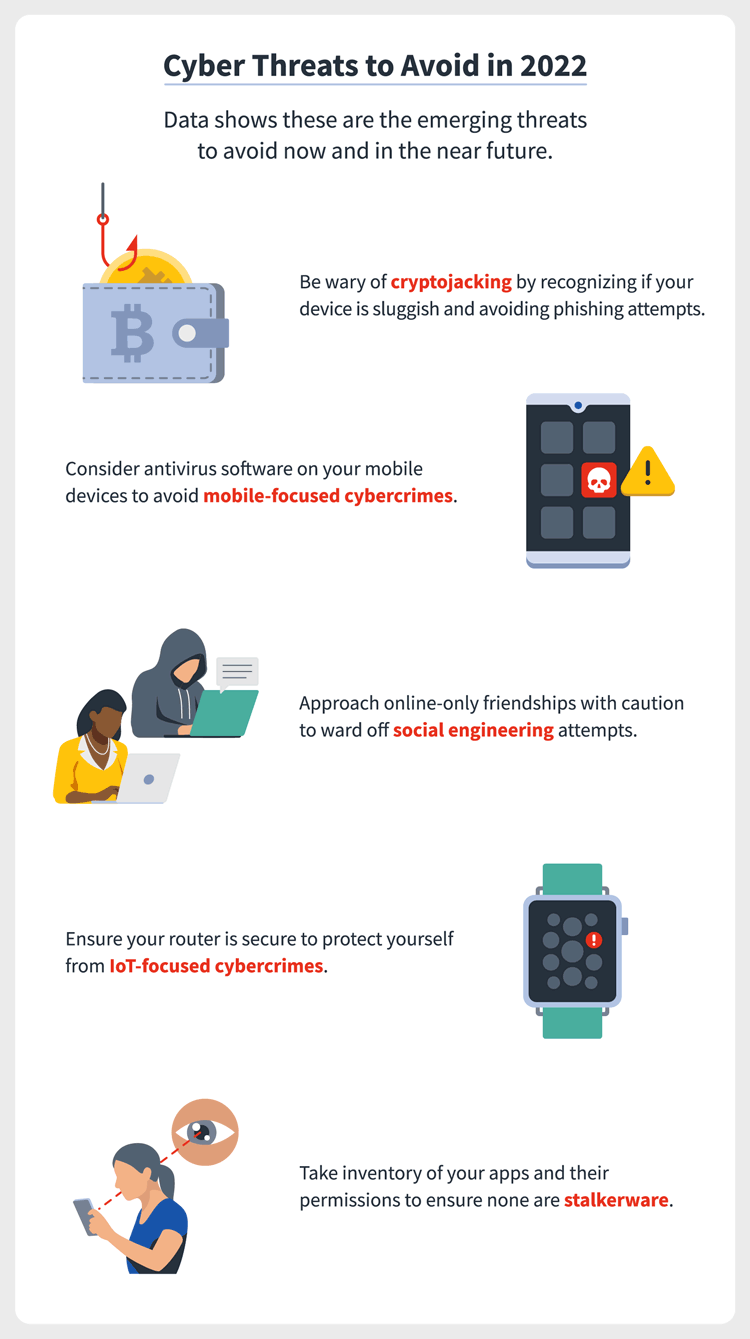 Cyber Threats to Avoid in 2022
Data shows these are the emerging threats
to avoid now and in the near future.
Be wary of cryptojacking by recognizing if your
device is sluggish and avoiding phishing attempts.
Consider antivirus software on your mobile
devices to avoid mobile-focused cybercrimes.
Approach online-only friendships with caution
to ward off social engineering attempts.
Ensure your router is secure to protect yourself
from IoT-focused cybercrimes.
Take inventory of your apps and their
permissions to ensure none are stalkerware.